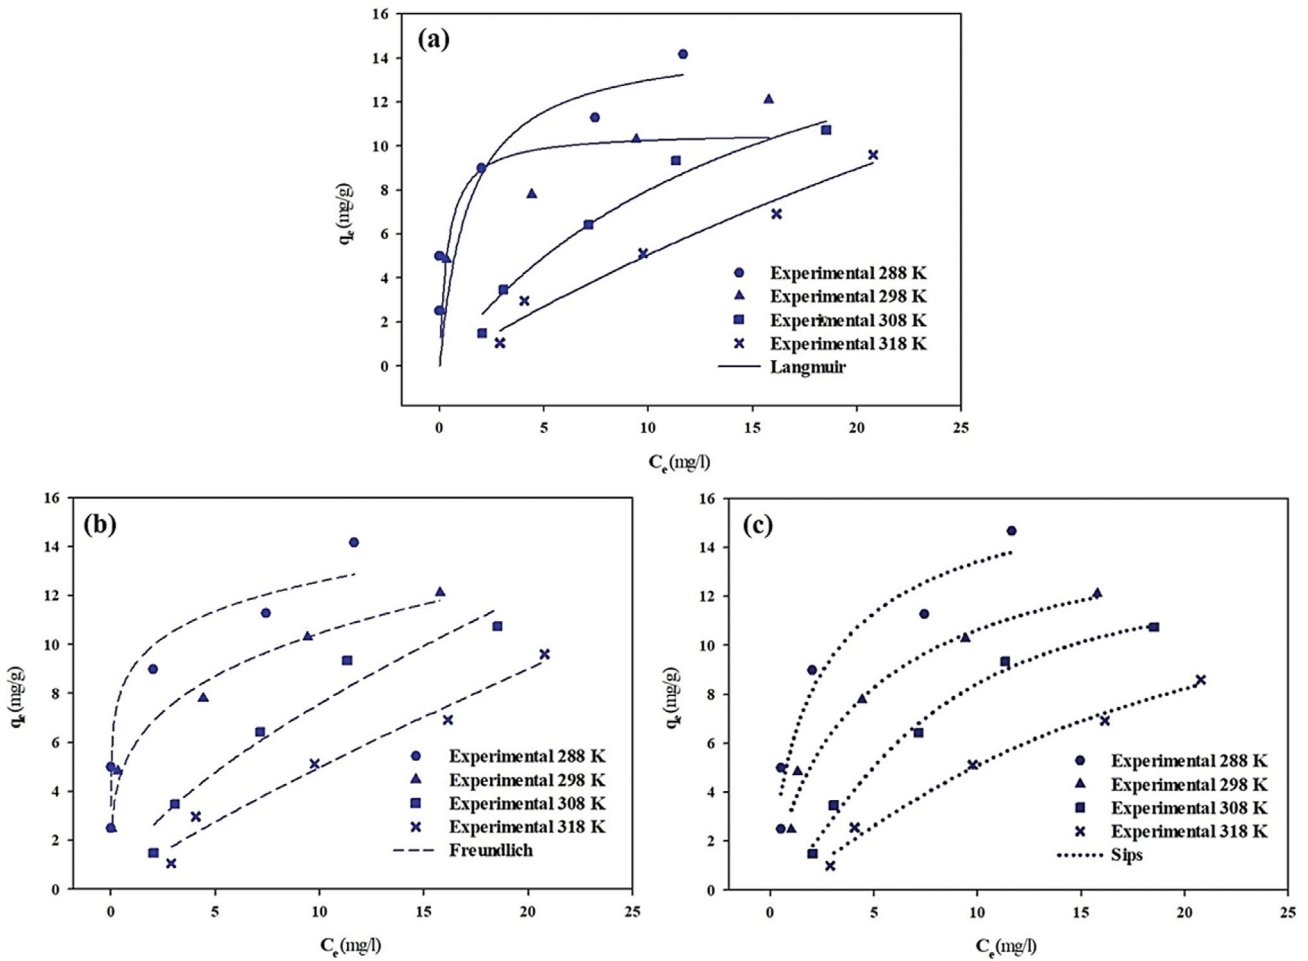 (a)
16
14
12
10
8
6
4
2
0
qe (mg/g)
Experimental 288 K
Experimental 298 K
Experimental 308 K
Experimental 318 K
Langmuir
0 5 10 15 20 25
Ce (mg/l)
(b)
16
14
12
10
8
6
4
2
0
qe (mg/g)
Experimental 288 K
Experimental 298 K
Experimental 308 K
Experimental 318 K
Freundlich
0 5 10 15 20 25
Ce (mg/l)
(c)
16
14
12
10
8
6
4
2
0
qe (mg/g)
Experimental 288 K
Experimental 298 K
Experimental 308 K
Experimental 318 K
Sips
0 5 10 15 20 25
Ce (mg/l)